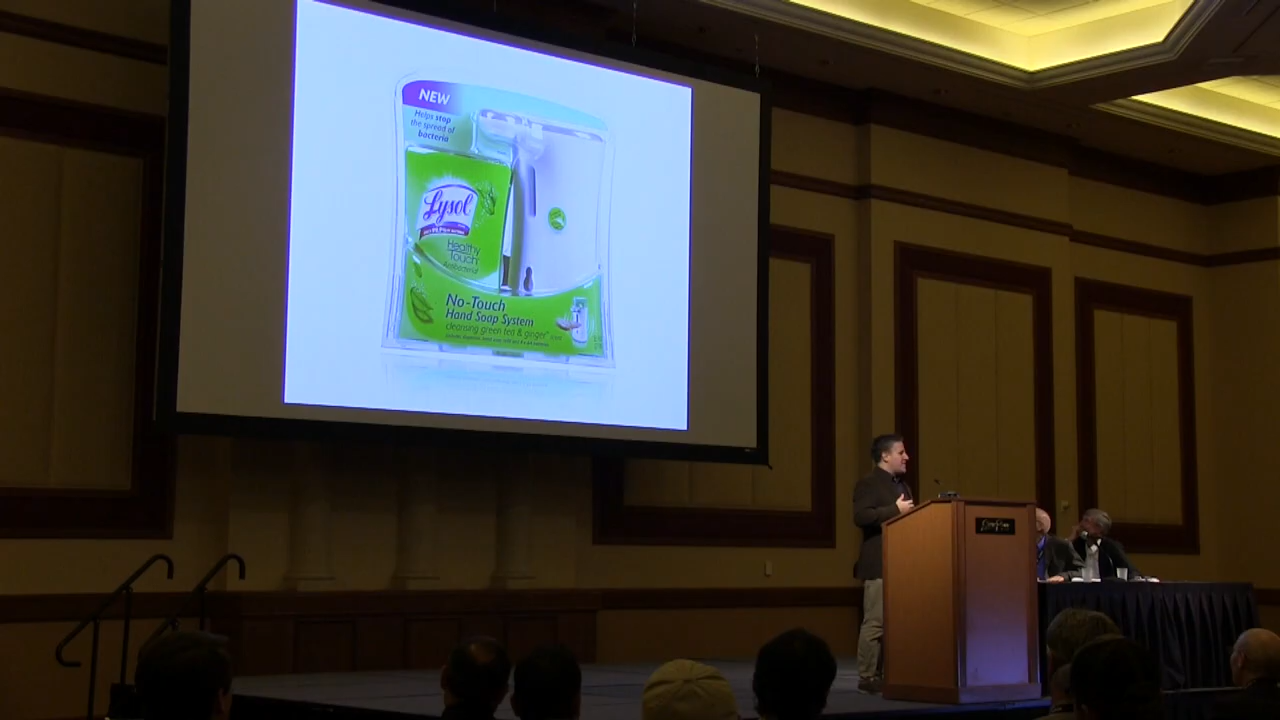 NEW
Helps stop
the spread of
bacteria
Lysol
Healthy
Touch
Antibacterial
No-Touch
Hand Soap System
cleansing green tea & ginger